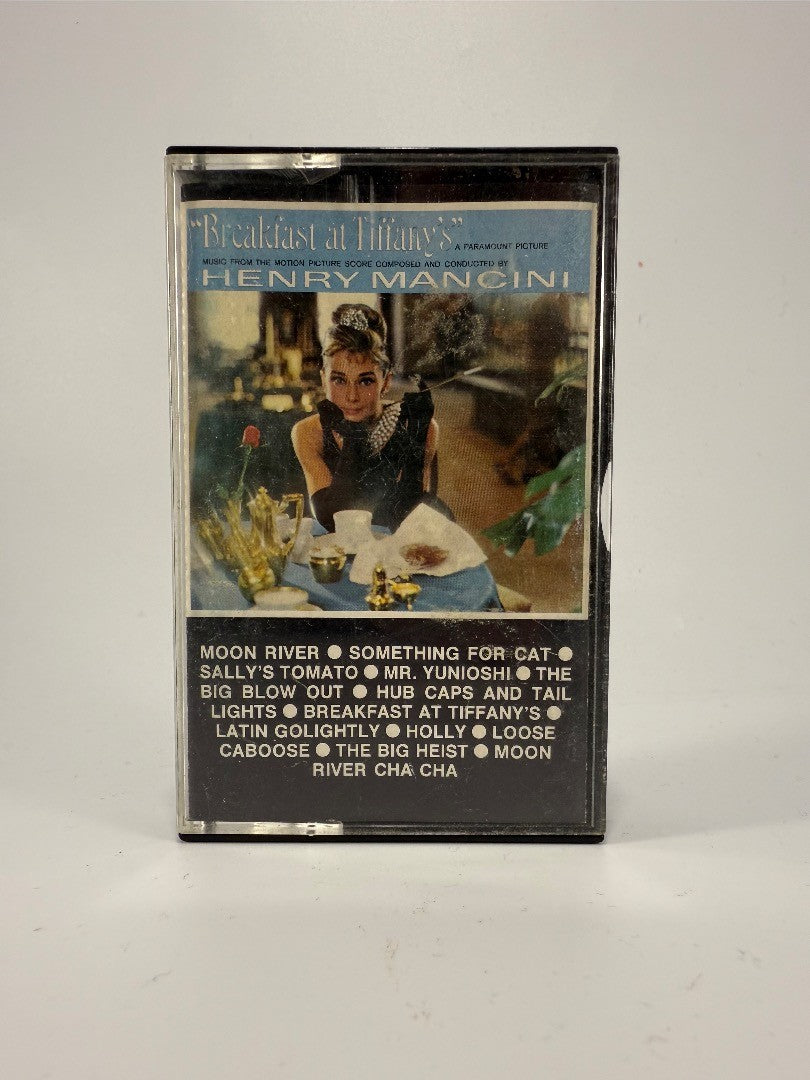 "Breakfast at Tiffany's" A PARAMOUNT PICTURE
MUSIC FROM THE MOTION PICTURE SCORE COMPOSED AND CONDUCTED BY
HENRY MANCINI
MOON RIVER ● SOMETHING FOR CAT ●
SALLY'S TOMATO ● MR. YUNIOSHI ● THE
BIG BLOW OUT ● HUB CAPS AND TAIL
LIGHTS ● BREAKFAST AT TIFFANY'S ●
LATIN GOLIGHTLY ● HOLLY ● LOOSE
CABOOSE ● THE BIG HEIST ● MOON
RIVER CHA CHA